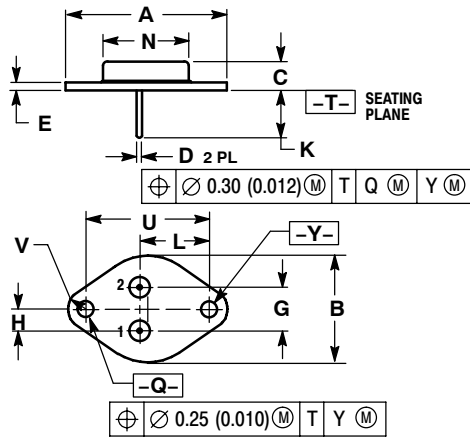 A
N
C
E
-T- SEATING
PLANE
K
D 2 PL
⌖ ∅ 0.30 (0.012) Ⓜ T Q Ⓜ Y Ⓜ
U
V
L
-Y-
2
H
G
B
1
-Q-
⌖ ∅ 0.25 (0.010) Ⓜ T Y Ⓜ